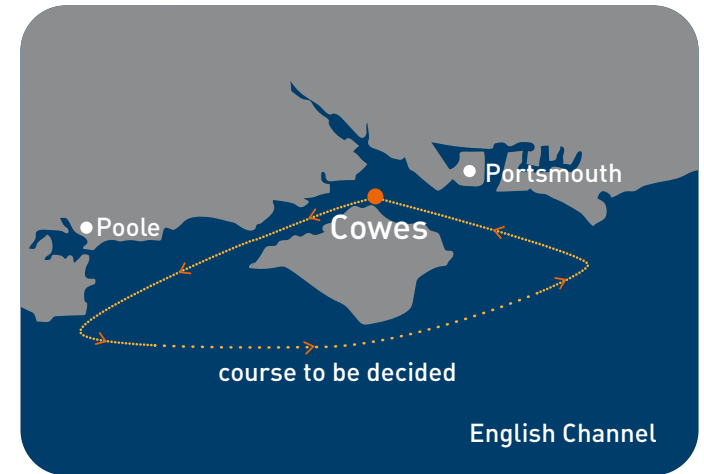 Portsmouth
Poole
Cowes
course to be decided
English Channel